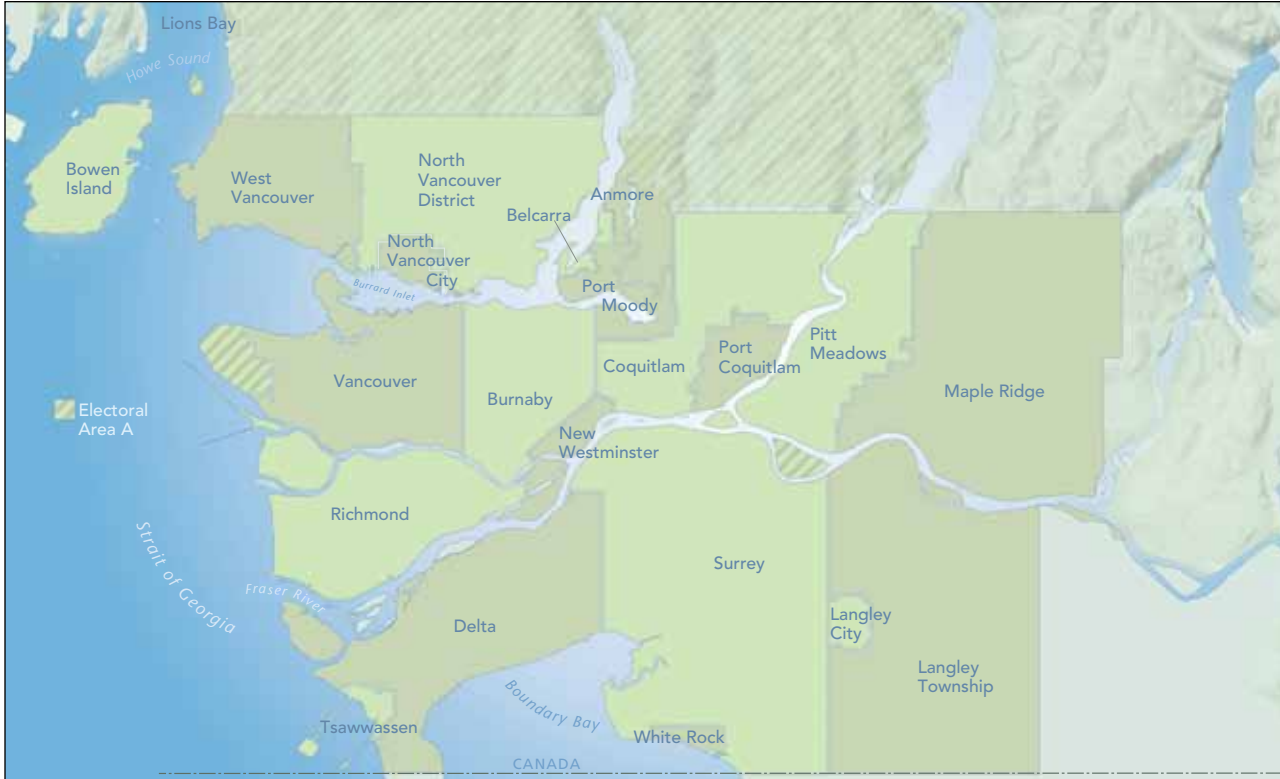 Lions Bay
Howe Sound
Bowen
Island
West
Vancouver
North
Vancouver
District
Anmore
Belcarra
North
Vancouver
City
Burrard Inlet
Port
Moody
Pitt
Meadows
Port
Coquitlam
Coquitlam
Vancouver
Burnaby
Maple Ridge
Electoral
Area A
New
Westminster
Richmond
Strait of Georgia
Fraser River
Surrey
Delta
Langley
City
Langley
Township
Boundary Bay
Tsawwassen
White Rock
CANADA